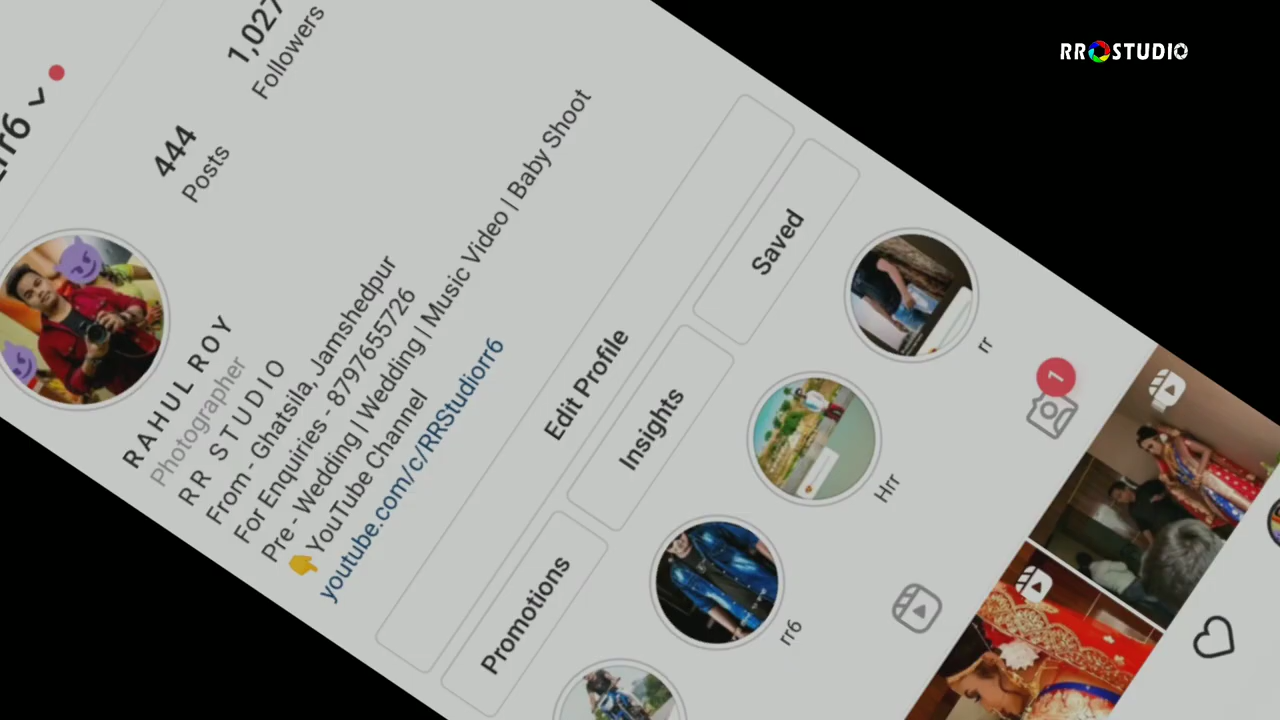 RR STUDIO
rr6
1,027
Followers
444
Posts
RAHUL ROY
Photographer
RR STUDIO
From - Ghatsila, Jamshedpur
For Enquiries - 8797655726
Pre - Wedding | Wedding | Music Video | Baby Shoot
👇YouTube Channel
youtube.com/c/RRStudiorr6
Edit Profile
Promotions
Insights
Saved
rr6
Hrr
rr
1